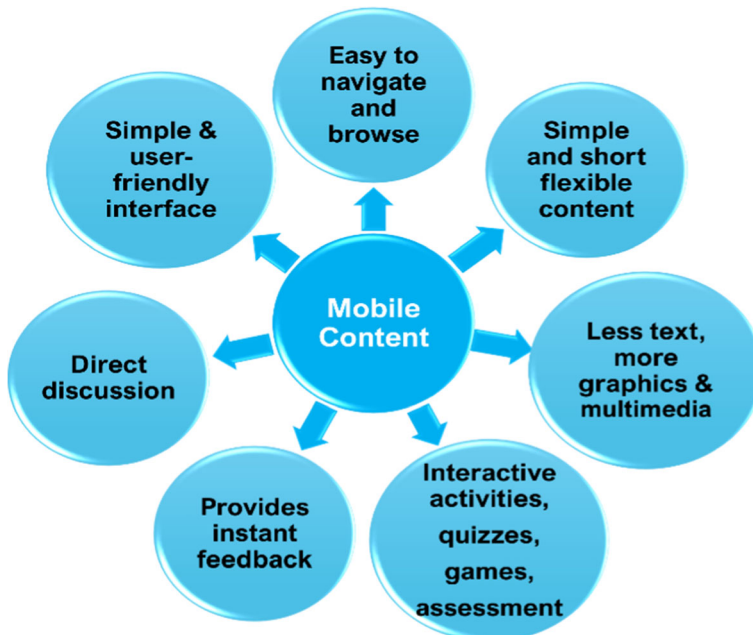 Easy to
navigate
and
browse
Simple
and short
flexible
content
Less text,
more
graphics &
multimedia
Interactive
activities,
quizzes,
games,
assessment
Provides
instant
feedback
Direct
discussion
Simple &
user-
friendly
interface
Mobile
Content